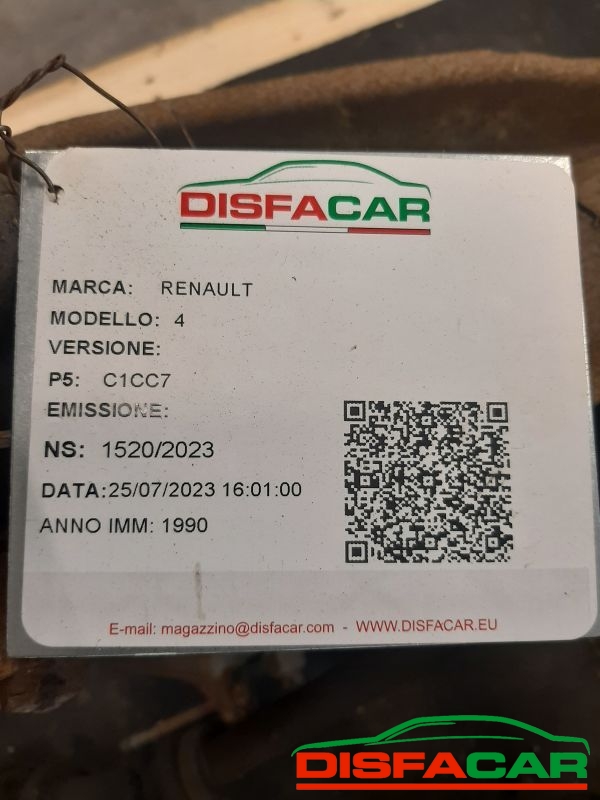 DISFACAR
MARCA: RENAULT
MODELLO: 4
VERSIONE:
P5: C1CC7
EMISSIONE:
NS: 1520/2023
DATA:25/07/2023 16:01:00
ANNO IMM: 1990
E-mail: magazzino@disfacar.com - WWW.DISFACAR.EU
DISFACAR